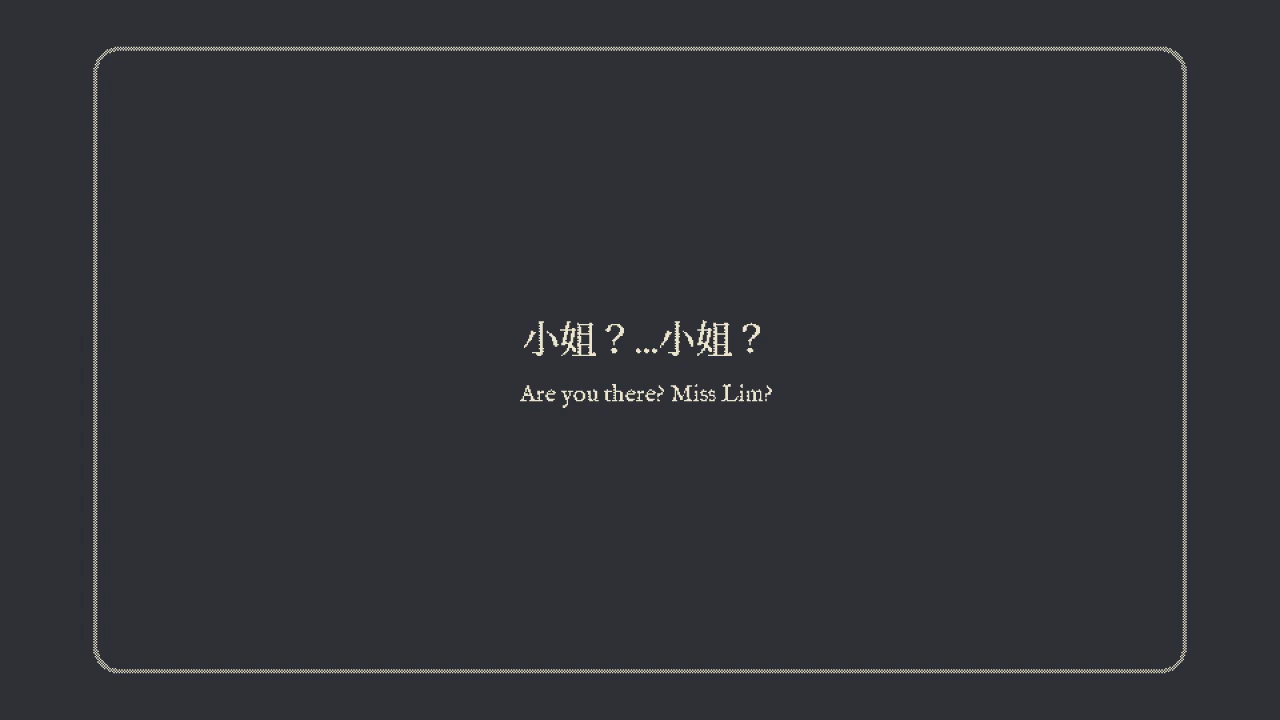 小姐？...小姐？
Are you there? Miss Lim?